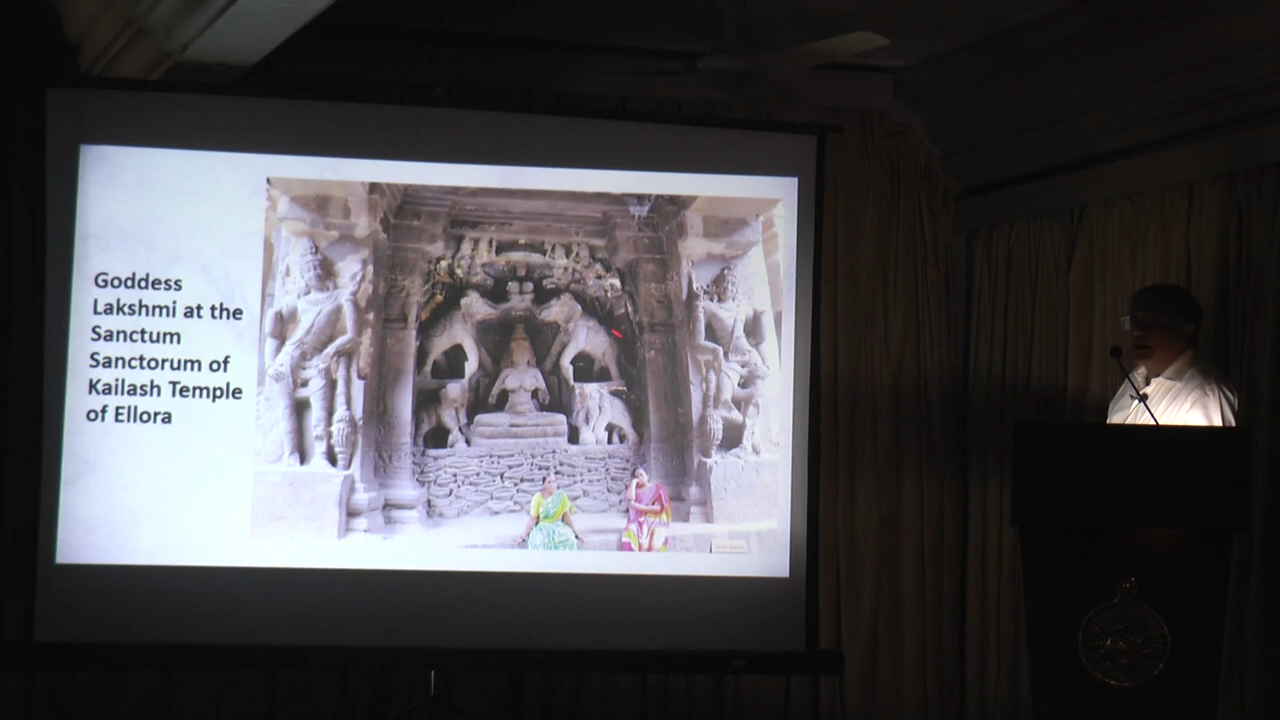 Goddess
Lakshmi at the
Sanctum
Sanctorum of
Kailash Temple
of Ellora